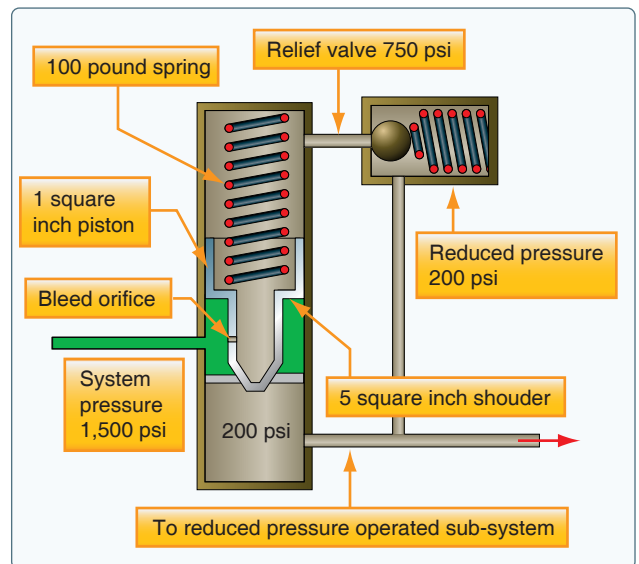 Relief valve 750 psi
100 pound spring
1 square
inch piston
Reduced pressure
200 psi
Bleed orifice
System
pressure
1,500 psi
5 square inch shouder
200 psi
To reduced pressure operated sub-system